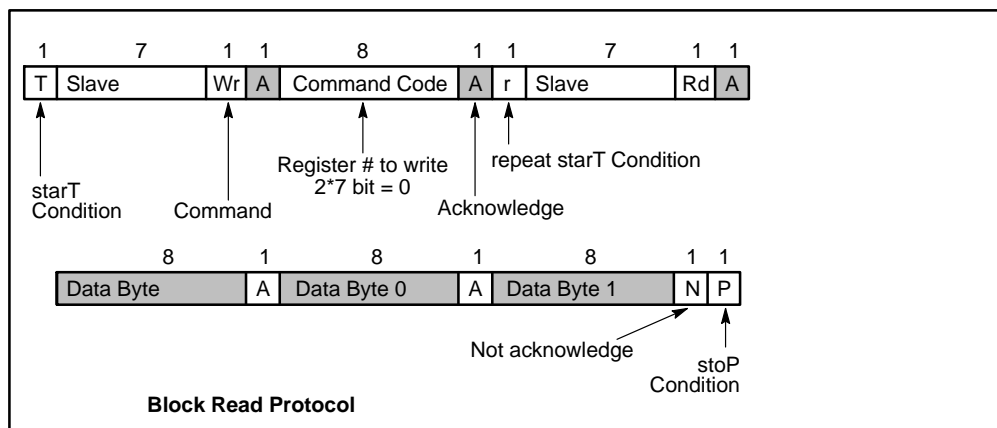 1 7 1 1 8 1 1 7 1 1
T Slave Wr A Command Code A r Slave Rd A
starT
Condition
Command
Register # to write
2*7 bit = 0
Acknowledge
repeat starT Condition
8 1 8 1 8 1 1
Data Byte A Data Byte 0 A Data Byte 1 N P
Not acknowledge
stoP
Condition
Block Read Protocol